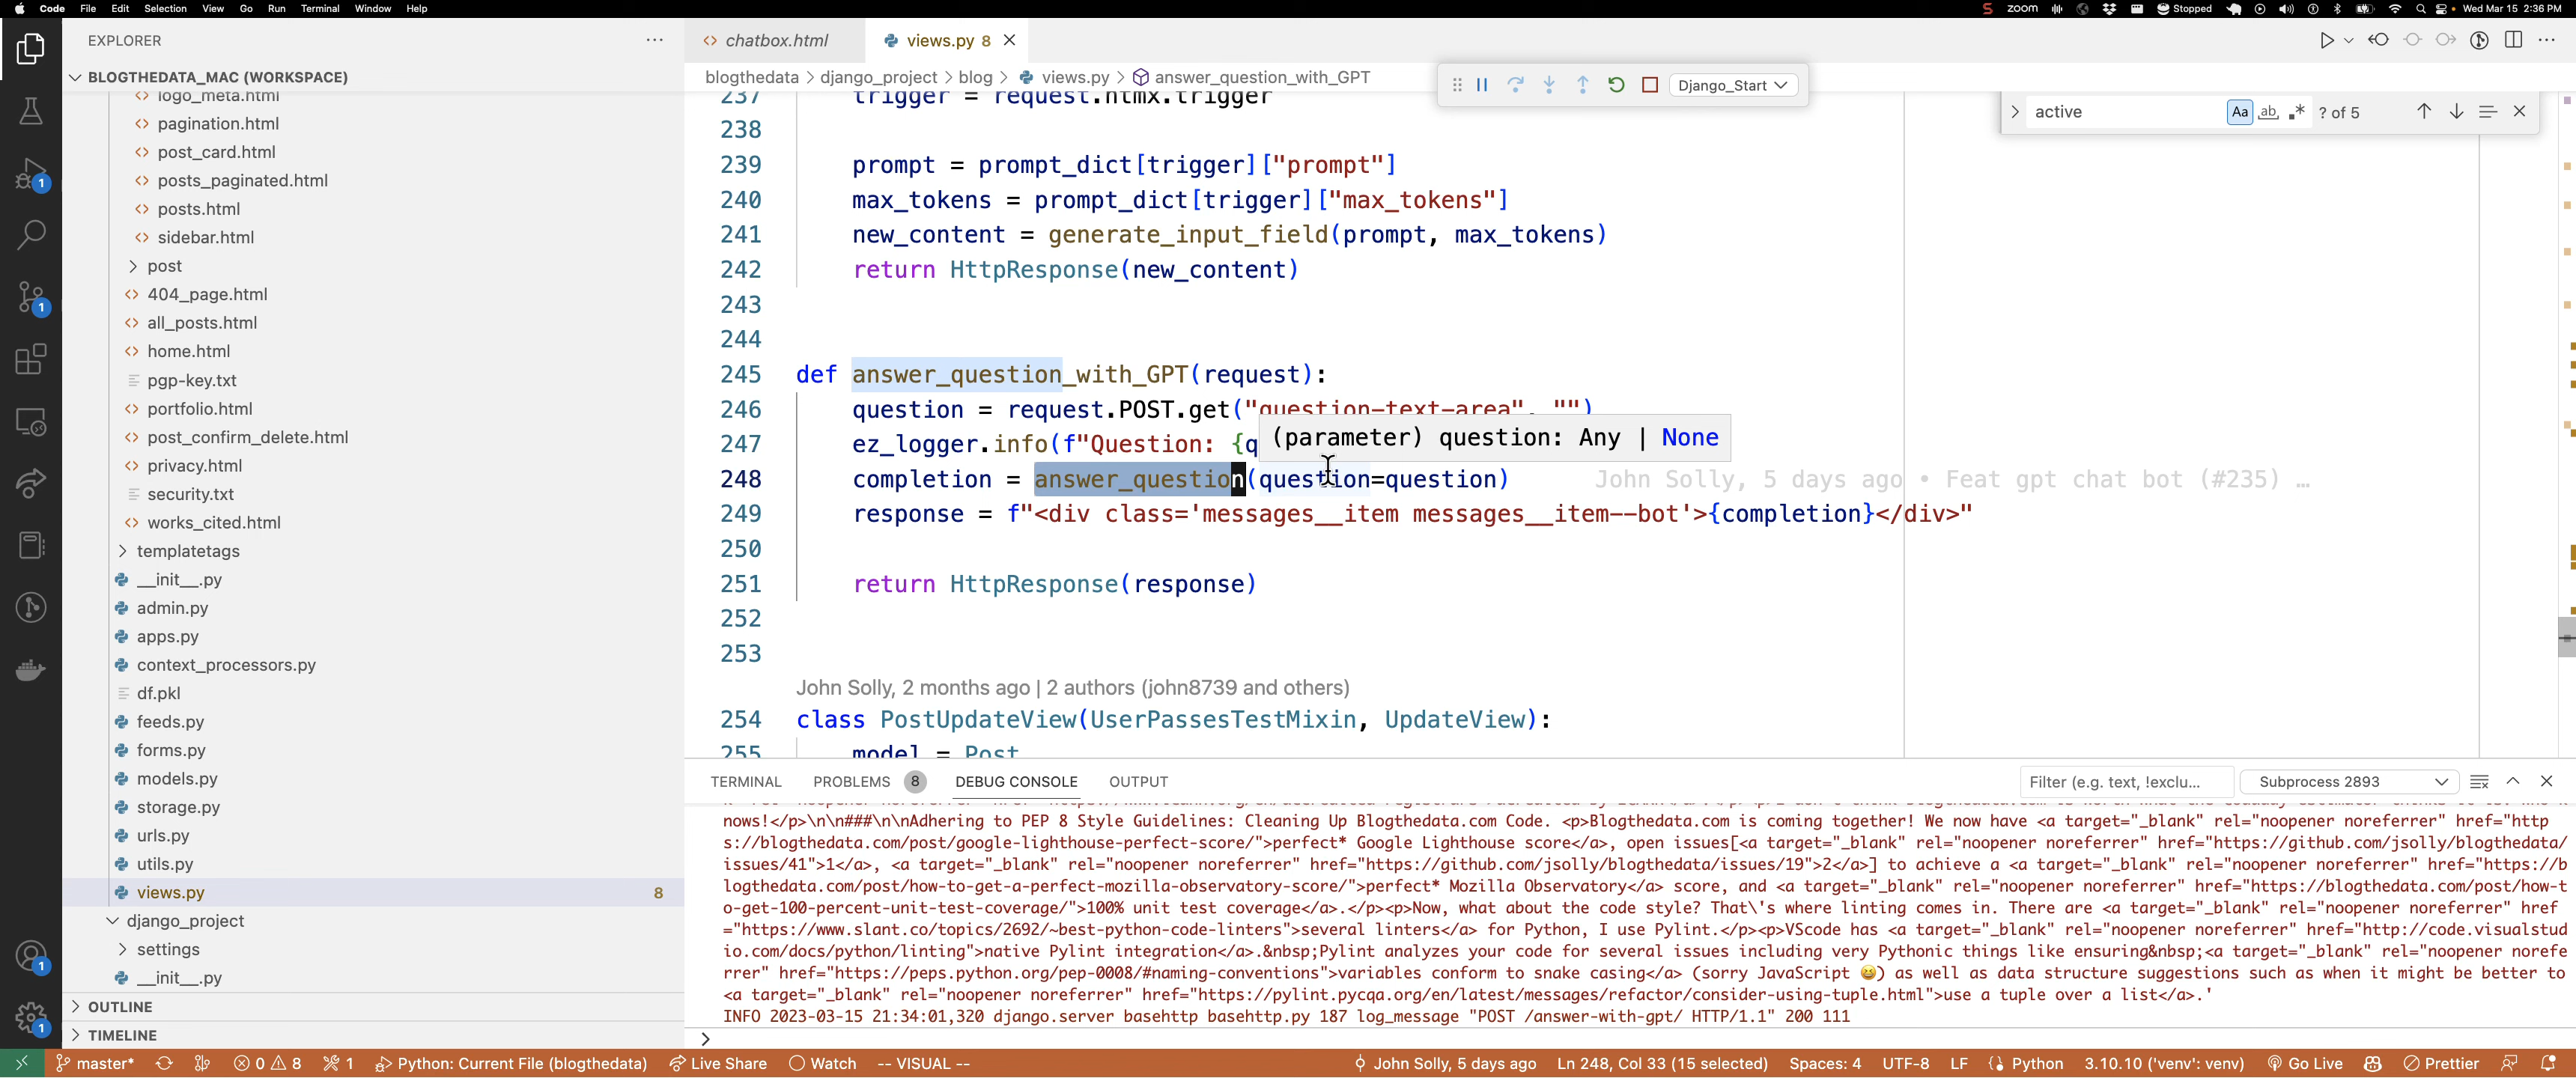 Code File Edit Selection View Go Run Terminal Window Help
zoom Stopped Wed Mar 15 2:36 PM
EXPLORER
BLOGTHEDATA_MAC (WORKSPACE)
logo_meta.html
pagination.html
post_card.html
posts_paginated.html
posts.html
sidebar.html
post
404_page.html
all_posts.html
home.html
pgp-key.txt
portfolio.html
post_confirm_delete.html
privacy.html
security.txt
works_cited.html
templatetags
__init__.py
admin.py
apps.py
context_processors.py
df.pkl
feeds.py
forms.py
models.py
storage.py
urls.py
utils.py
views.py 8
django_project
settings
__init__.py
OUTLINE
TIMELINE
1
1
1
1
chatbox.html views.py 8
blogthedata > django_project > blog > views.py > answer_question_with_GPT
Django_Start
active Aa ab ? of 5
237 trigger = request.htmx.trigger
238
239 prompt = prompt_dict[trigger]["prompt"]
240 max_tokens = prompt_dict[trigger]["max_tokens"]
241 new_content = generate_input_field(prompt, max_tokens)
242 return HttpResponse(new_content)
243
244
245 def answer_question_with_GPT(request):
246 question = request.POST.get("question-text-area", "")
247 ez_logger.info(f"Question: {q
(parameter) question: Any | None
248 completion = answer_question(question=question) John Solly, 5 days ago • Feat gpt chat bot (#235) …
249 response = f"<div class='messages__item messages__item--bot'>{completion}</div>"
250
251 return HttpResponse(response)
252
253
John Solly, 2 months ago | 2 authors (john8739 and others)
254 class PostUpdateView(UserPassesTestMixin, UpdateView):
255 model = Post
TERMINAL PROBLEMS 8 DEBUG CONSOLE OUTPUT Filter (e.g. text, !exclu... Subprocess 2893
nows!</p>\n\n###\n\nAdhering to PEP 8 Style Guidelines: Cleaning Up Blogthedata.com Code. <p>Blogthedata.com is coming together! We now have <a target="_blank" rel="noopener noreferrer" href="http
s://blogthedata.com/post/google-lighthouse-perfect-score/">perfect* Google Lighthouse score</a>, open issues[<a target="_blank" rel="noopener noreferrer" href="https://github.com/jsolly/blogthedata/
issues/41">1</a>, <a target="_blank" rel="noopener noreferrer" href="https://github.com/jsolly/blogthedata/issues/19">2</a>] to achieve a <a target="_blank" rel="noopener noreferrer" href="https://b
logthedata.com/post/how-to-get-a-perfect-mozilla-observatory-score/">perfect* Mozilla Observatory</a> score, and <a target="_blank" rel="noopener noreferrer" href="https://blogthedata.com/post/how-t
o-get-100-percent-unit-test-coverage/">100% unit test coverage</a>.</p><p>Now, what about the code style? That\'s where linting comes in. There are <a target="_blank" rel="noopener noreferrer" href
="https://www.slant.co/topics/2692/~best-python-code-linters">several linters</a> for Python, I use Pylint.</p><p>VScode has <a target="_blank" rel="noopener noreferrer" href="http://code.visualstud
io.com/docs/python/linting">native Pylint integration</a>.&nbsp;Pylint analyzes your code for several issues including very Pythonic things like ensuring&nbsp;<a target="_blank" rel="noopener norefe
rrer" href="https://peps.python.org/pep-0008/#naming-conventions">variables conform to snake casing</a> (sorry JavaScript 😆) as well as data structure suggestions such as when it might be better to
<a target="_blank" rel="noopener noreferrer" href="https://pylint.pycqa.org/en/latest/messages/refactor/consider-using-tuple.html">use a tuple over a list</a>.'
INFO 2023-03-15 21:34:01,320 django.server basehttp basehttp.py 187 log_message "POST /answer-with-gpt/ HTTP/1.1" 200 111
master* 0 8 1 Python: Current File (blogthedata) Live Share Watch -- VISUAL -- John Solly, 5 days ago Ln 248, Col 33 (15 selected) Spaces: 4 UTF-8 LF Python 3.10.10 ('venv': venv) Go Live Prettier